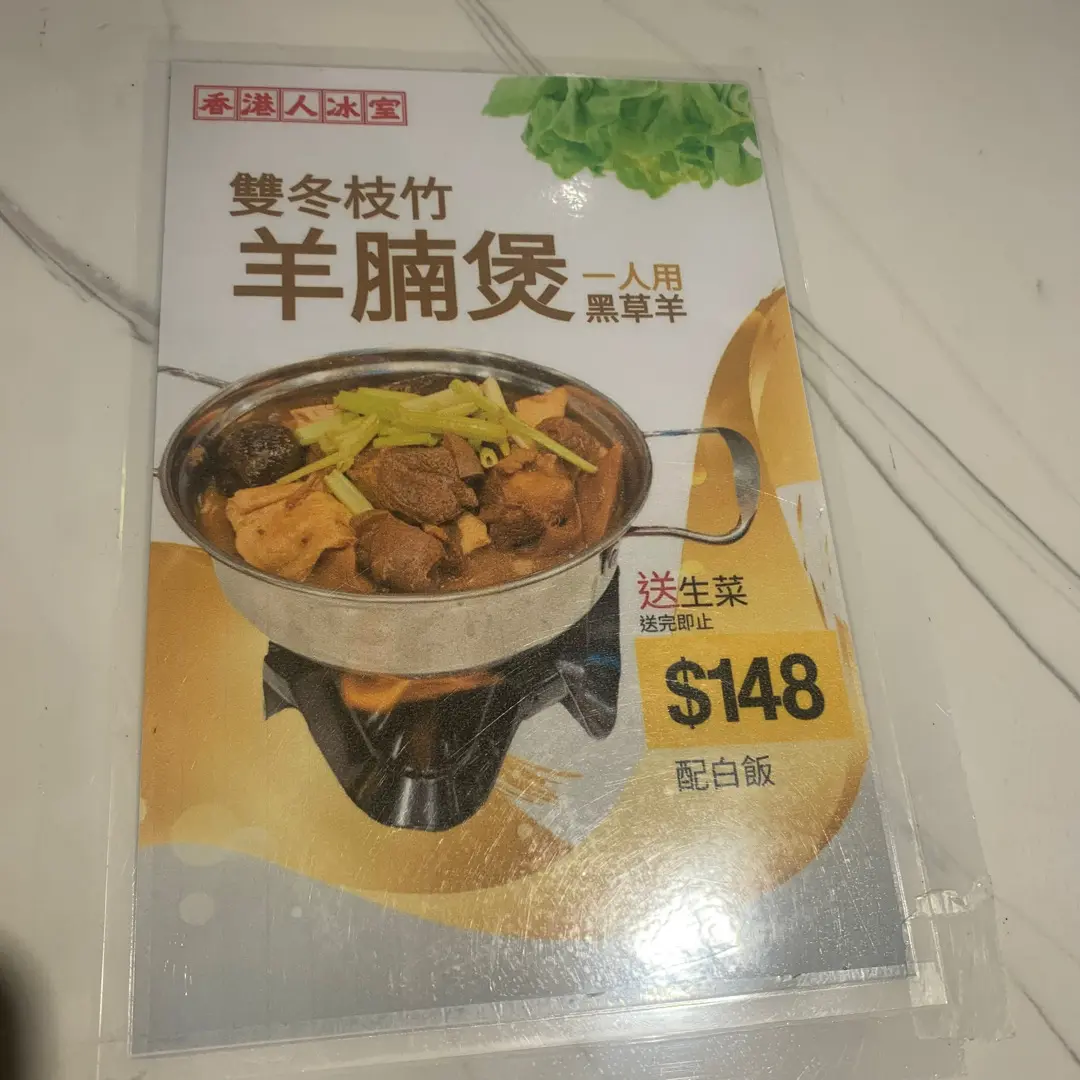 香港人冰室
雙冬枝竹
羊腩煲
一人用
黑草羊
送生菜
送完即止
$148
配白飯